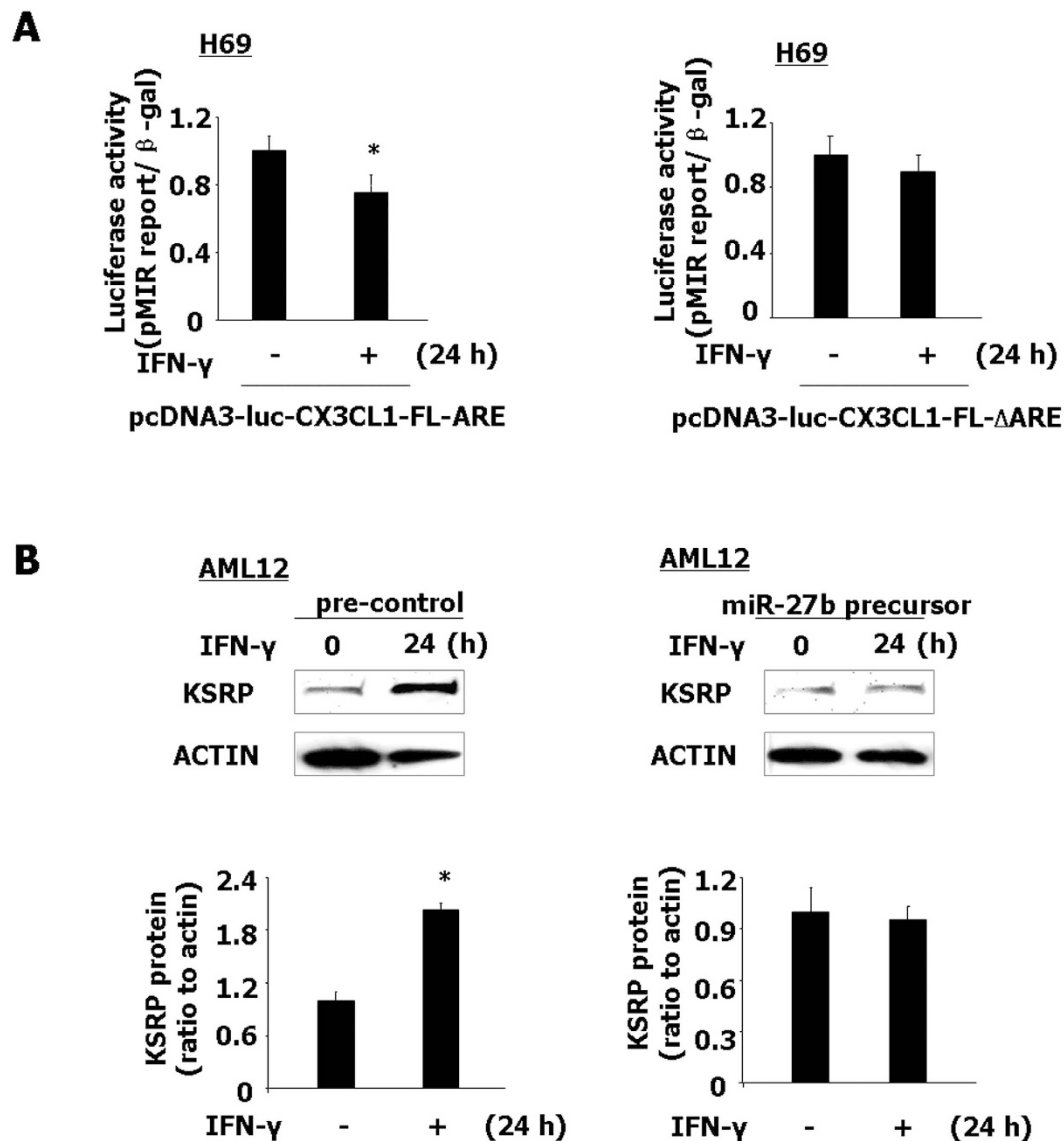 A
H69
Luciferase activity
(pMIR report/ β -gal)
1.2
0.8
0.4
0
*
IFN-γ - + (24 h)
pcDNA3-luc-CX3CL1-FL-ARE
H69
Luciferase activity
(pMIR report/ β -gal)
1.2
0.8
0.4
0
IFN-γ - + (24 h)
pcDNA3-luc-CX3CL1-FL-ΔARE
B
AML12
pre-control
IFN-γ 0 24 (h)
KSRP
ACTIN
AML12
miR-27b precursor
IFN-γ 0 24 (h)
KSRP
ACTIN
KSRP protein
(ratio to actin)
2.4
1.8
1.2
0.6
0
*
IFN-γ - + (24 h)
KSRP protein
(ratio to actin)
1.2
0.9
0.6
0.3
0
IFN-γ - + (24 h)